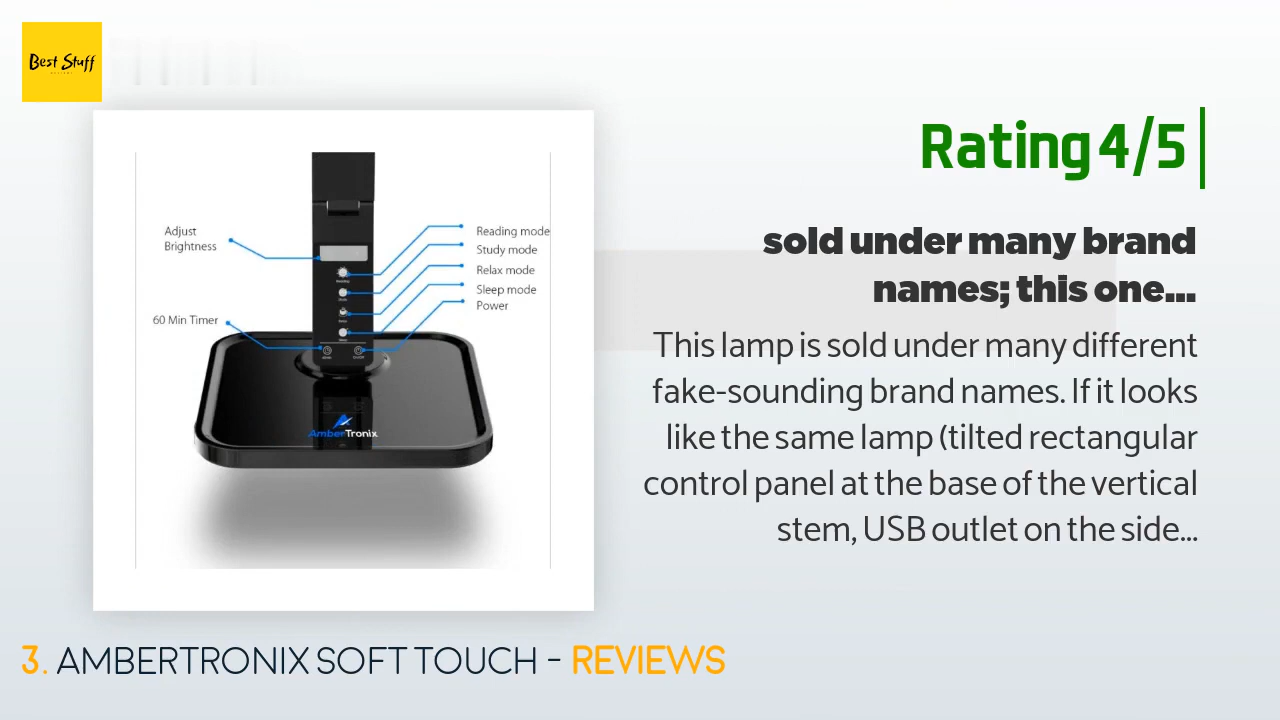 Best Stuff
Rating 4/5
sold under many brand
names; this one...
This lamp is sold under many different
fake-sounding brand names. If it looks
like the same lamp (tilted rectangular
control panel at the base of the vertical
stem, USB outlet on the side...
Adjust
Brightness
60 Min Timer
Reading mode
Study mode
Relax mode
Sleep mode
Power
AmberTronix
3. AMBERTRONIX SOFT TOUCH - REVIEWS